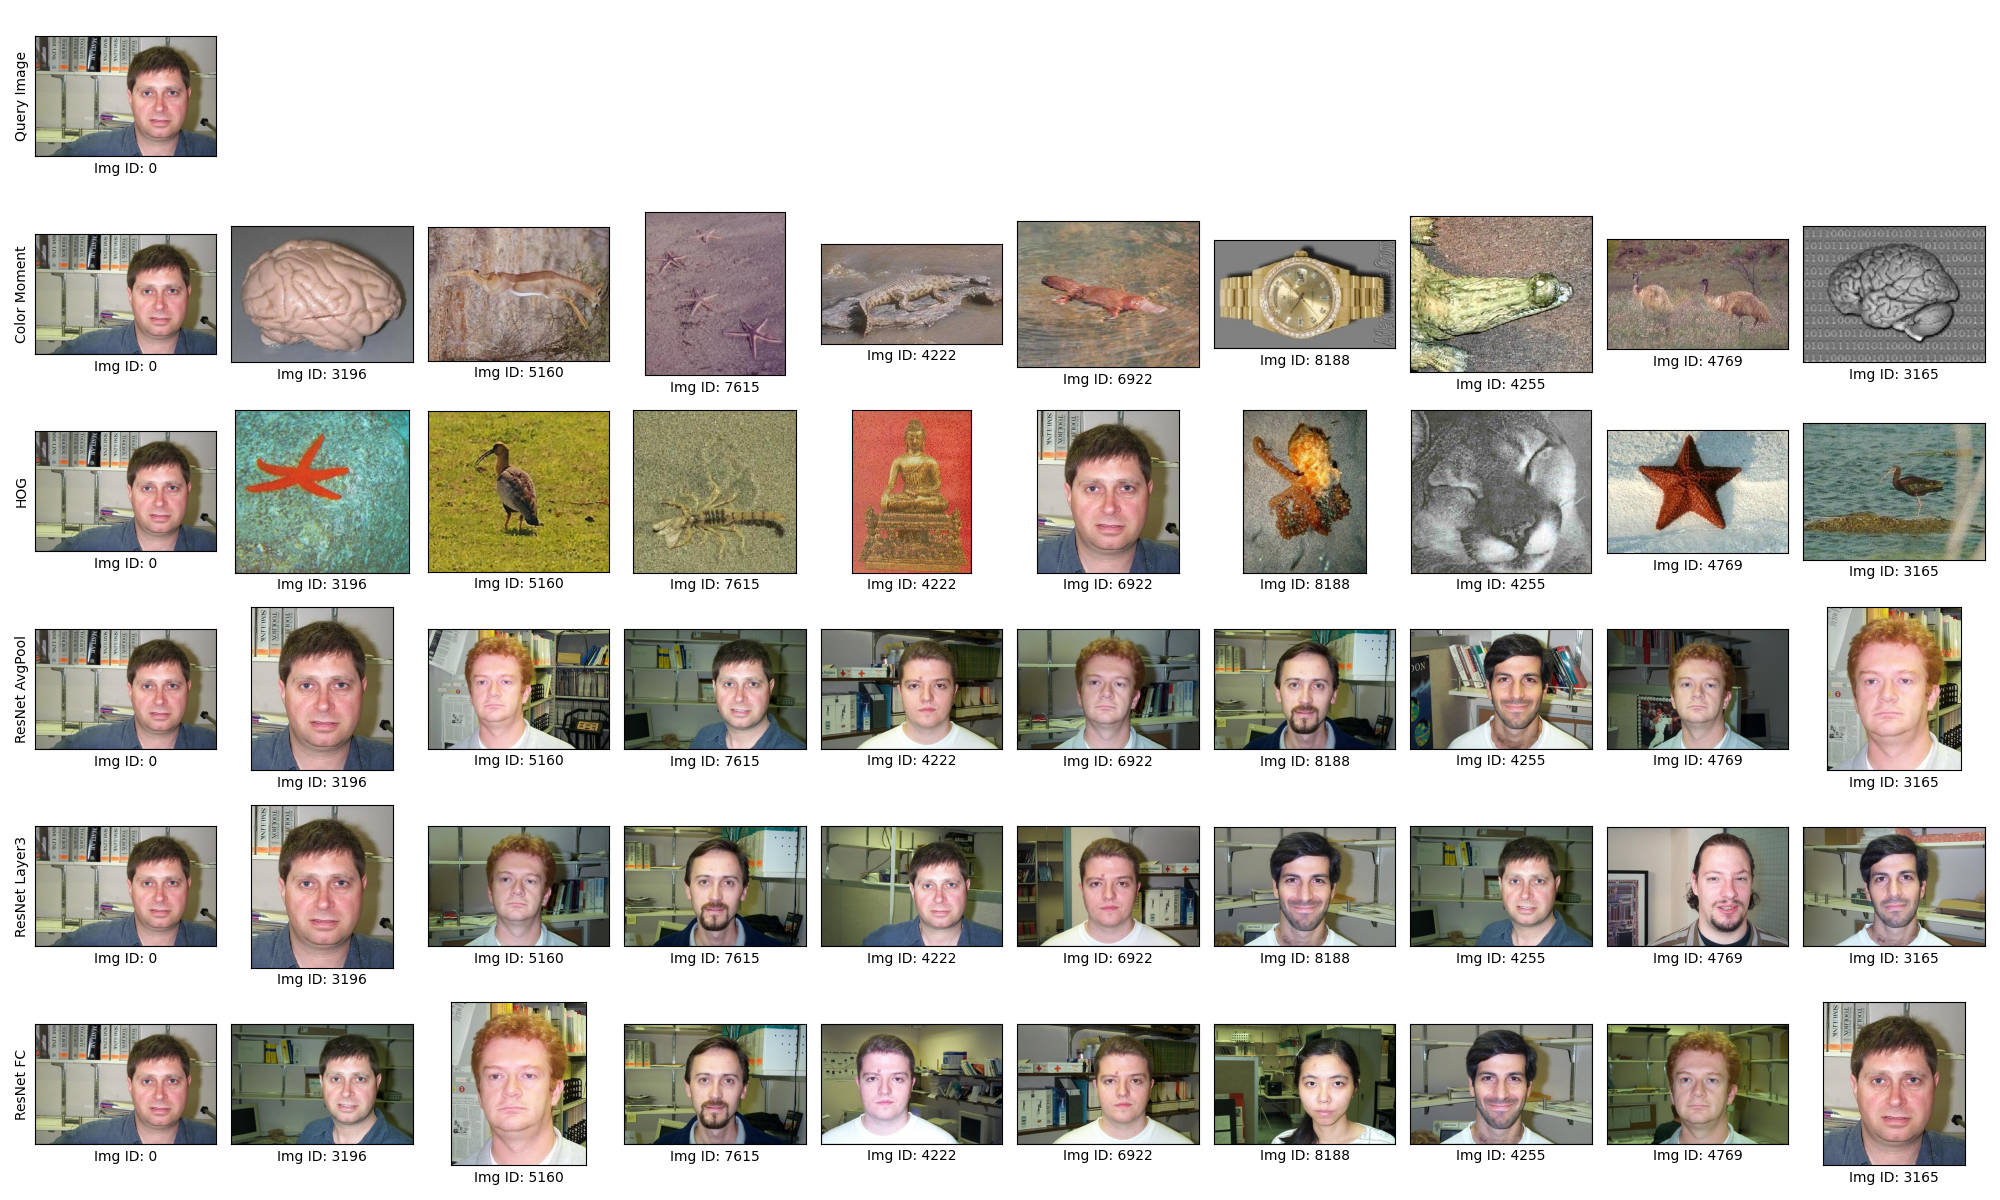 Query Image
Img ID: 0
Color Moment
Img ID: 0
Img ID: 3196
Img ID: 5160
Img ID: 7615
Img ID: 4222
Img ID: 6922
Img ID: 8188
Img ID: 4255
Img ID: 4769
Img ID: 3165
HOG
Img ID: 0
Img ID: 3196
Img ID: 5160
Img ID: 7615
Img ID: 4222
Img ID: 6922
Img ID: 8188
Img ID: 4255
Img ID: 4769
Img ID: 3165
ResNet AvgPool
Img ID: 0
Img ID: 3196
Img ID: 5160
Img ID: 7615
Img ID: 4222
Img ID: 6922
Img ID: 8188
Img ID: 4255
Img ID: 4769
Img ID: 3165
ResNet Layer3
Img ID: 0
Img ID: 3196
Img ID: 5160
Img ID: 7615
Img ID: 4222
Img ID: 6922
Img ID: 8188
Img ID: 4255
Img ID: 4769
Img ID: 3165
ResNet FC
Img ID: 0
Img ID: 3196
Img ID: 5160
Img ID: 7615
Img ID: 4222
Img ID: 6922
Img ID: 8188
Img ID: 4255
Img ID: 4769
Img ID: 3165